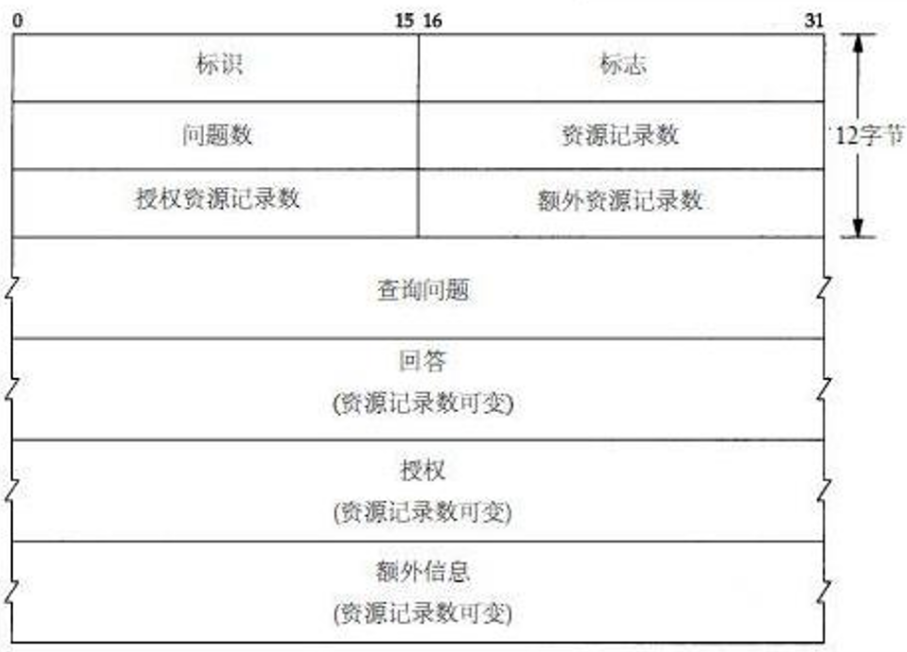 0 15 16 31
标识 标志
问题数 资源记录数 12字节
授权资源记录数 额外资源记录数
查询问题
回答
(资源记录数可变)
授权
(资源记录数可变)
额外信息
(资源记录数可变)